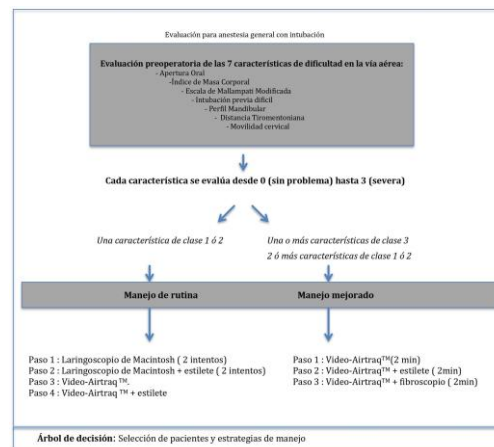 Evaluación para anestesia general con intubación
Evaluación preoperatoria de las 7 características de dificultad en la vía aérea:
- Apertura Oral
-Índice de Masa Corporal
- Escala de Mallampati Modificada
- Intubación previa difícil
- Perfil Mandibular
- Distancia Tiromentoniana
- Movilidad cervical
Cada característica se evalúa desde 0 (sin problema) hasta 3 (severa)
Una característica de clase 1 ó 2
Una o más características de clase 3
2 ó más características de clase 1 ó 2
Manejo de rutina
Manejo mejorado
Paso 1 : Laringoscopio de Macintosh ( 2 intentos)
Paso 2 : Laringoscopio de Macintosh + estilete ( 2 intentos)
Paso 3 : Video-Airtraq ™.
Paso 4 : Video-Airtraq ™ + estilete
Paso 1 : Video-Airtraq™(2 min)
Paso 2 : Video-Airtraq™ + estilete ( 2min)
Paso 3 : Video-Airtraq™ + fibroscopio ( 2min)
Árbol de decisión: Selección de pacientes y estrategias de manejo